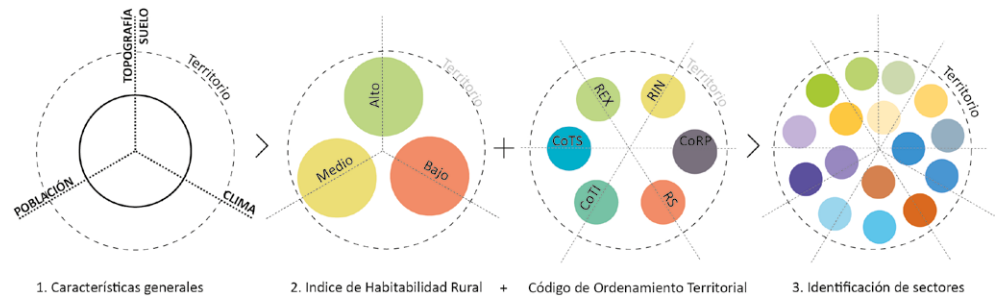 TOPOGRAFÍA
SUELO
Territorio
POBLACIÓN
CLIMA
>
Territorio
Alto
Medio
Bajo
+
Territorio
REX
RIN
CoTS
CoRP
CoTI
RS
>
Territorio
1. Características generales
2. Indice de Habitabilidad Rural + Código de Ordenamiento Territorial
3. Identificación de sectores